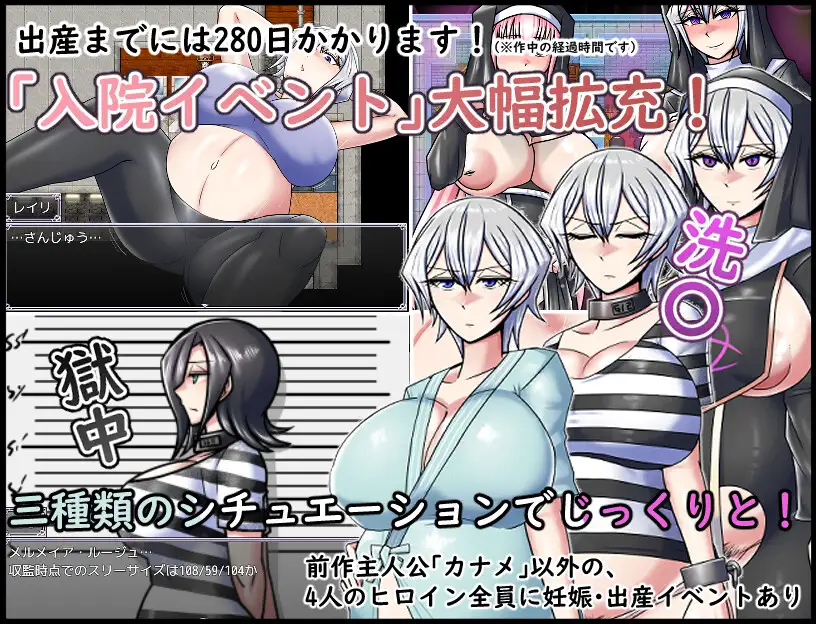 出産までには280日かかります！(※作中の経過時間です)
「入院イベント」大幅拡充！
レイリ
…さんじゅう…
洗〇
獄中
三種類のシチュエーションでじっくりと！
メルメイア・ルージュ…
収監時点でのスリーサイズは108/59/104か
前作主人公「カナメ」以外の、
4人のヒロイン全員に妊娠・出産イベントあり